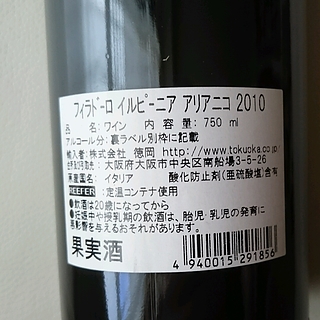 フィラドーロ イルピーニア アリアニコ 2010
品 名: ワイン 内 容 量: 750 ml
アルコール分: 裏ラベル別枠に記載
輸入者: 株式会社 徳岡 http://www.tokuoka.co.jp
大阪府大阪市中央区南船場3-5-26
原産国: イタリア 酸化防止剤(亜硫酸塩)含有
REEFER : 定温コンテナ使用
●飲酒は20歳になってから
●妊娠中や授乳期の飲酒は、胎児・乳児の発育に
悪影響を与えるおそれがあります。
果実酒
4 940015 291856